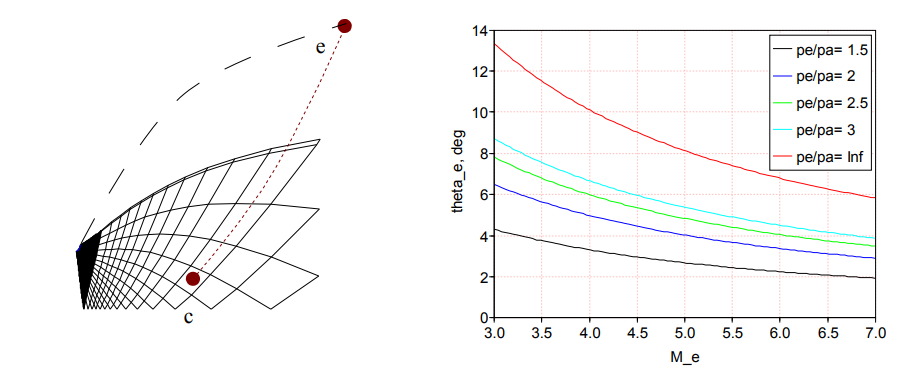 e
c
14
12
10
8
6
4
2
0
theta_e, deg
pe/pa= 1.5
pe/pa= 2
pe/pa= 2.5
pe/pa= 3
pe/pa= Inf
3.0 3.5 4.0 4.5 5.0 5.5 6.0 6.5 7.0
M_e